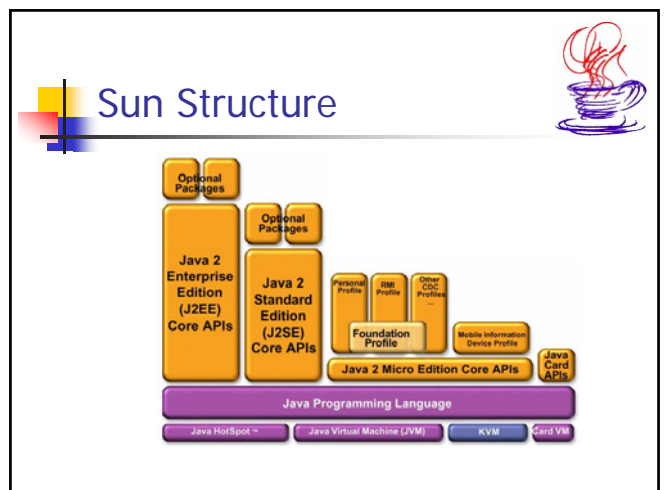 Sun Structure
Optional
Packages
Java 2
Enterprise
Edition
(J2EE)
Core APIs
Optional
Packages
Java 2
Standard
Edition
(J2SE)
Core APIs
Personal
Profile
RMI
Profile
Other
CDC
Profiles
...
Foundation
Profile
Mobile Information
Device Profile
Java 2 Micro Edition Core APIs
Java
Card
APIs
Java Programming Language
Java HotSpot ™
Java Virtual Machine (JVM)
KVM
Card VM